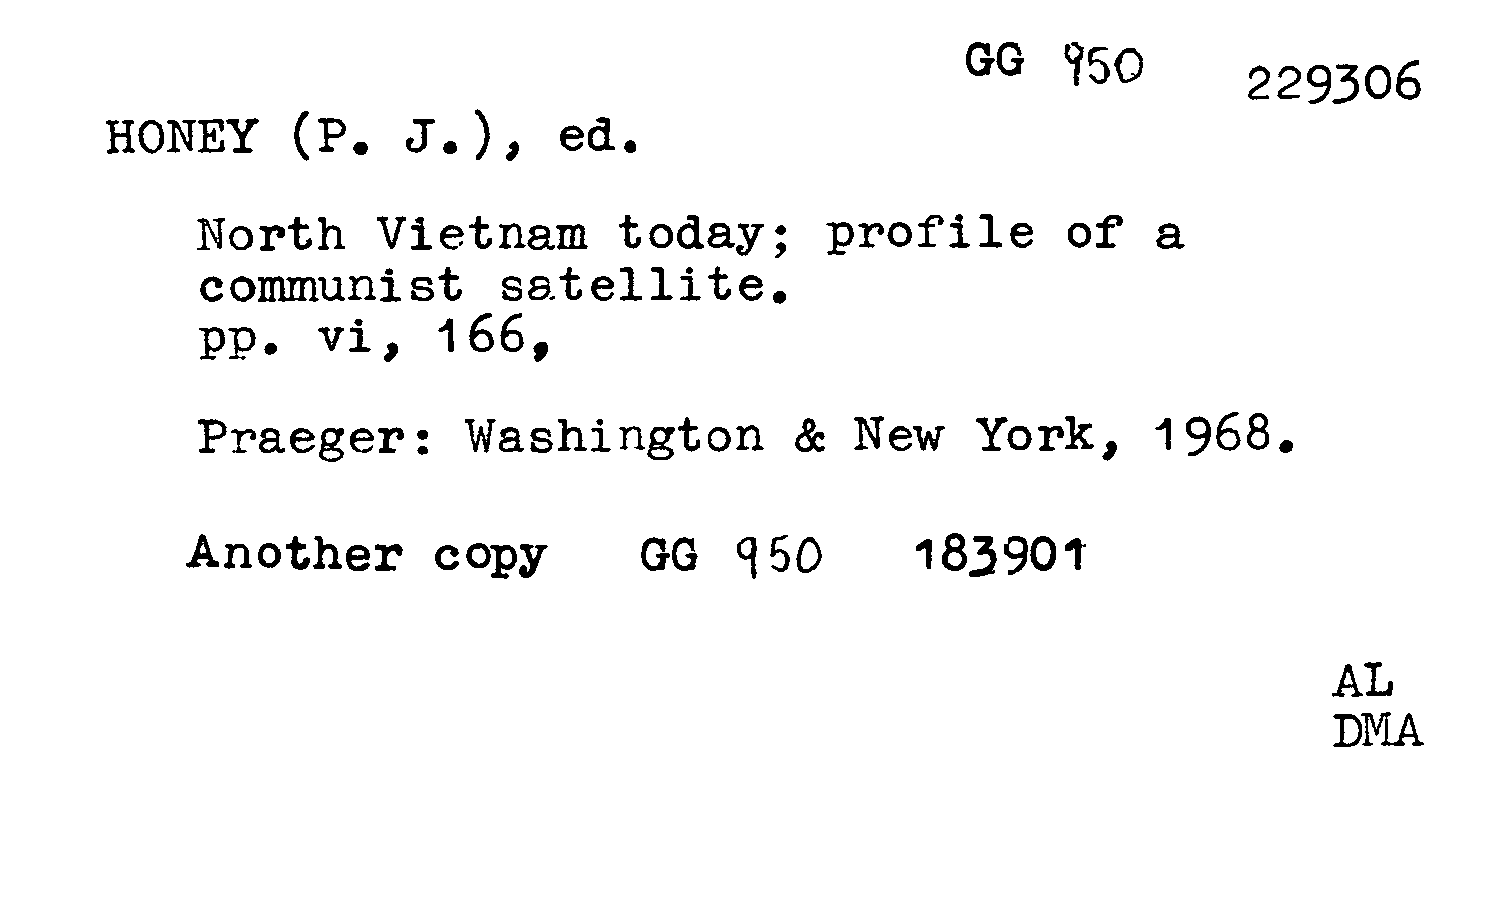 GG 950 229306
HONEY (P. J.), ed.
North Vietnam today; profile of a
communist satellite.
pp. vi, 166,
Praeger: Washington & New York, 1968.
Another copy GG 950 183901
AL
DMA